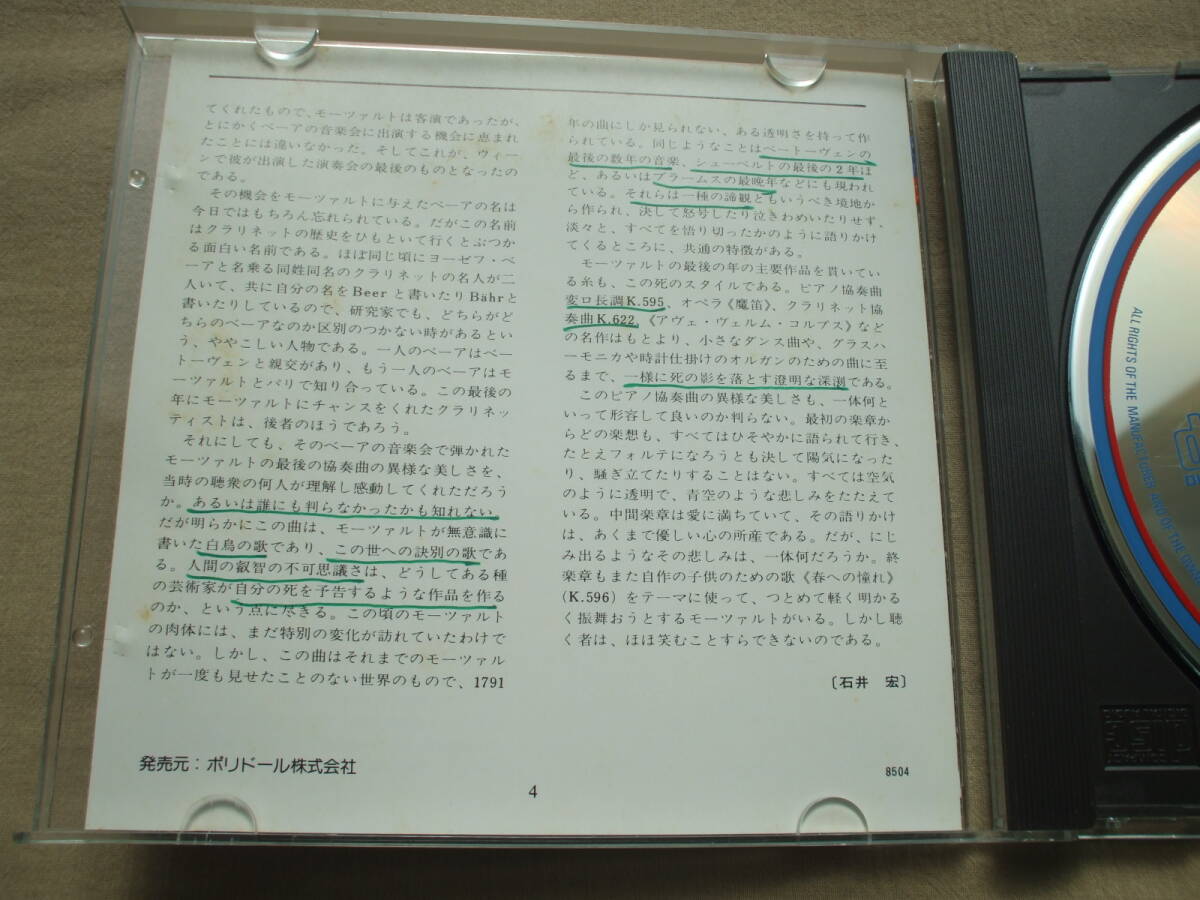 てくれたもので、モーツァルトは客演であったが、
とにかくベーアの音楽会に出演する機会に恵まれ
たことには違いなかった。そしてこれが、ウィー
ンで彼が出演した演奏会の最後のものとなったの
である。
その機会をモーツァルトに与えたベーアの名は
今日ではもちろん忘れられている。だがこの名前
はクラリネットの歴史をひもといて行くとぶつか
る面白い名前である。ほぼ同じ頃にヨーゼフ・ベ
ーアと名乗る同姓同名のクラリネットの名人が二
人いて、共に自分の名をBeerと書いたりBährと
書いたりしているので、研究家でも、どちらがど
ちらのベーアなのか区別のつかない時があるとい
う、ややこしい人物である。一人のベーアはベー
トーヴェンと親交があり、もう一人のベーアはモ
ーツァルトとパリで知り合っている。この最後の
年にモーツァルトにチャンスをくれたクラリネッ
ティストは、後者のほうであろう。
それにしても、そのベーアの音楽会で弾かれた
モーツァルトの最後の協奏曲の異様な美しさを、
当時の聴衆の何人が理解し感動してくれただろう
か。あるいは誰にも判らなかったかも知れない。
だが明らかにこの曲は、モーツァルトが無意識に
書いた白鳥の歌であり、この世への訣別の歌であ
る。人間の叡智の不可思議さは、どうしてある種
の芸術家が自分の死を予告するような作品を作る
のか、という点に尽きる。この頃のモーツァルト
の肉体には、まだ特別の変化が訪れていたわけで
はない。しかし、この曲はそれまでのモーツァル
トが一度も見せたことのない世界のもので、1791
年の曲にしか見られない、ある透明さを持って作
られている。同じようなことはベートーヴェンの
最後の数年の音楽、シューベルトの最後の2年ほ
ど、あるいはブラームスの最晩年などにも現われ
ている。それらは一種の諦観ともいうべき境地か
ら作られ、決して怒号したり泣きわめいたりせず、
淡々と、すべてを悟り切ったかのように語りかけ
てくるところに、共通の特徴がある。
モーツァルトの最後の年の主要作品を貫いてい
る糸も、この死のスタイルである。ピアノ協奏曲
変ロ長調K.595、オペラ《魔笛》、クラリネット協
奏曲K.622、《アヴェ・ヴェルム・コルプス》など
の名作はもとより、小さなダンス曲や、グラスハ
ーモニカや時計仕掛けのオルガンのための曲に至
るまで、一様に死の影を落とす澄明な深淵である。
このピアノ協奏曲の異様な美しさも、一体何と
いって形容して良いのか判らない。最初の楽章か
らどの楽想も、すべてはひそやかに語られて行き、
たとえフォルテになろうとも決して陽気になった
り、騒ぎ立てたりすることはない。すべては空気
のように透明で、青空のような悲しみをたたえて
いる。中間楽章は愛に満ちていて、その語りかけ
は、あくまで優しい心の所産である。だが、にじ
み出るようなその悲しみは、一体何だろうか。終
楽章もまた自作の子供のための歌《春への憧れ》
(K.596)をテーマに使って、つとめて軽く明かる
く振舞おうとするモーツァルトがいる。しかし聴
く者は、ほほ笑むことすらできないのである。
〔石井 宏〕
発売元：ポリドール株式会社
8504
4
ALL RIGHTS OF THE MANUFACTURER AND OF THE